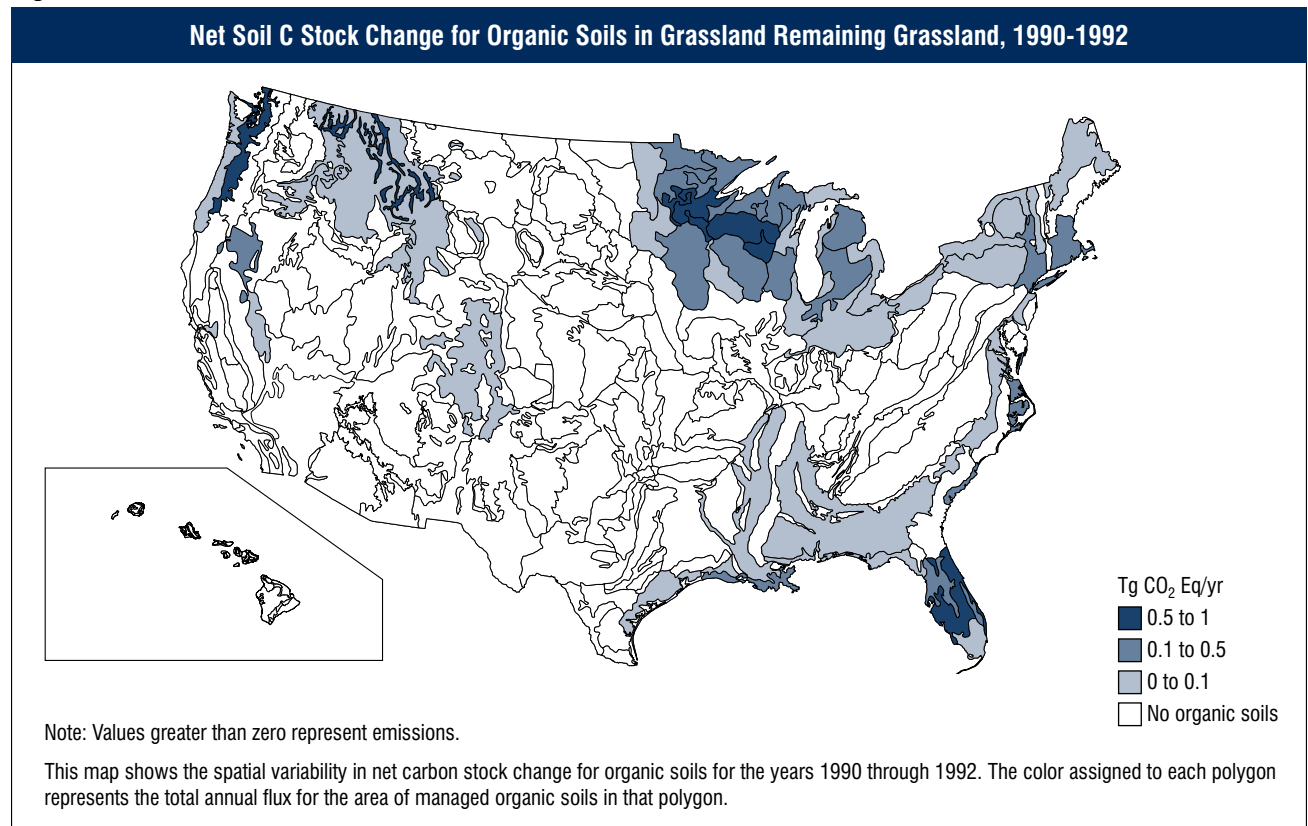 Net Soil C Stock Change for Organic Soils in Grassland Remaining Grassland, 1990-1992
Tg CO₂ Eq/yr
0.5 to 1
0.1 to 0.5
0 to 0.1
No organic soils
Note: Values greater than zero represent emissions.
This map shows the spatial variability in net carbon stock change for organic soils for the years 1990 through 1992. The color assigned to each polygon
represents the total annual flux for the area of managed organic soils in that polygon.